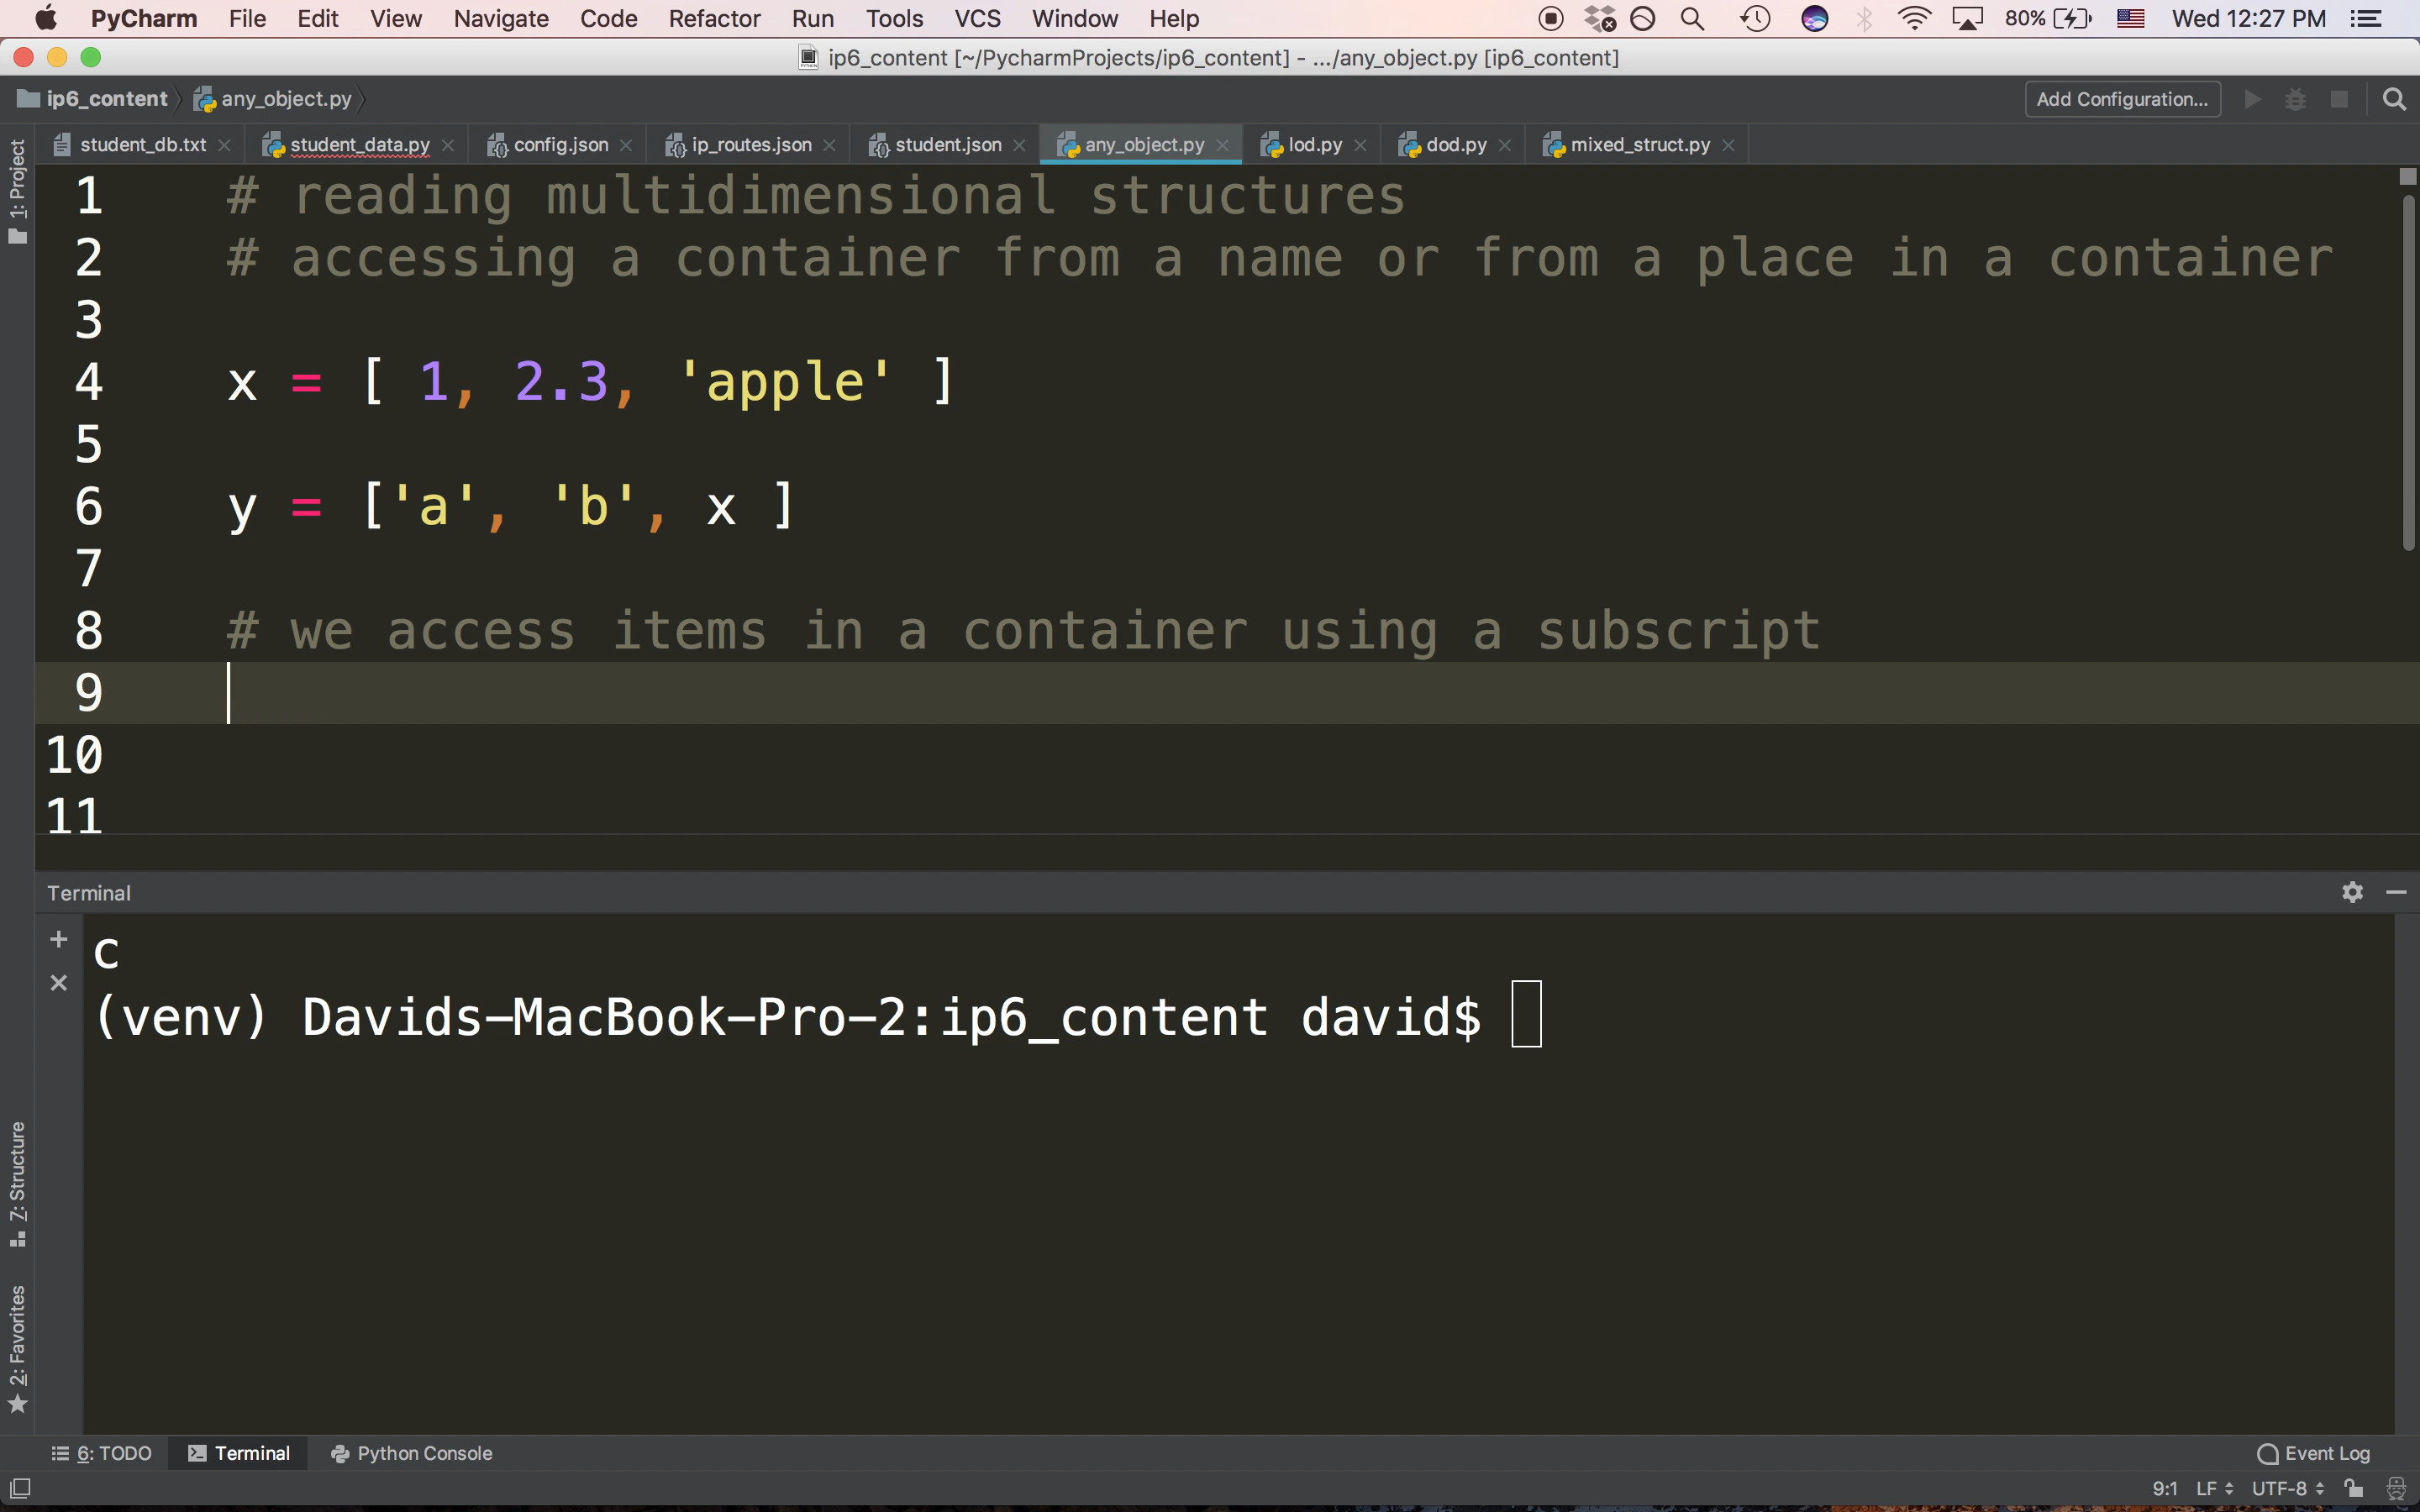 PyCharm File Edit View Navigate Code Refactor Run Tools VCS Window Help 80% Wed 12:27 PM
ip6_content [~/PycharmProjects/ip6_content] - .../any_object.py [ip6_content]
ip6_content any_object.py Add Configuration...
student_db.txt student_data.py config.json ip_routes.json student.json any_object.py lod.py dod.py mixed_struct.py
1: Project
1 # reading multidimensional structures
2 # accessing a container from a name or from a place in a container
3
4 x = [ 1, 2.3, 'apple' ]
5
6 y = ['a', 'b', x ]
7
8 # we access items in a container using a subscript
9
10
11
Terminal
c
(venv) Davids-MacBook-Pro-2:ip6_content david$
7: Structure
2: Favorites
6: TODO Terminal Python Console Event Log
9:1 LF UTF-8